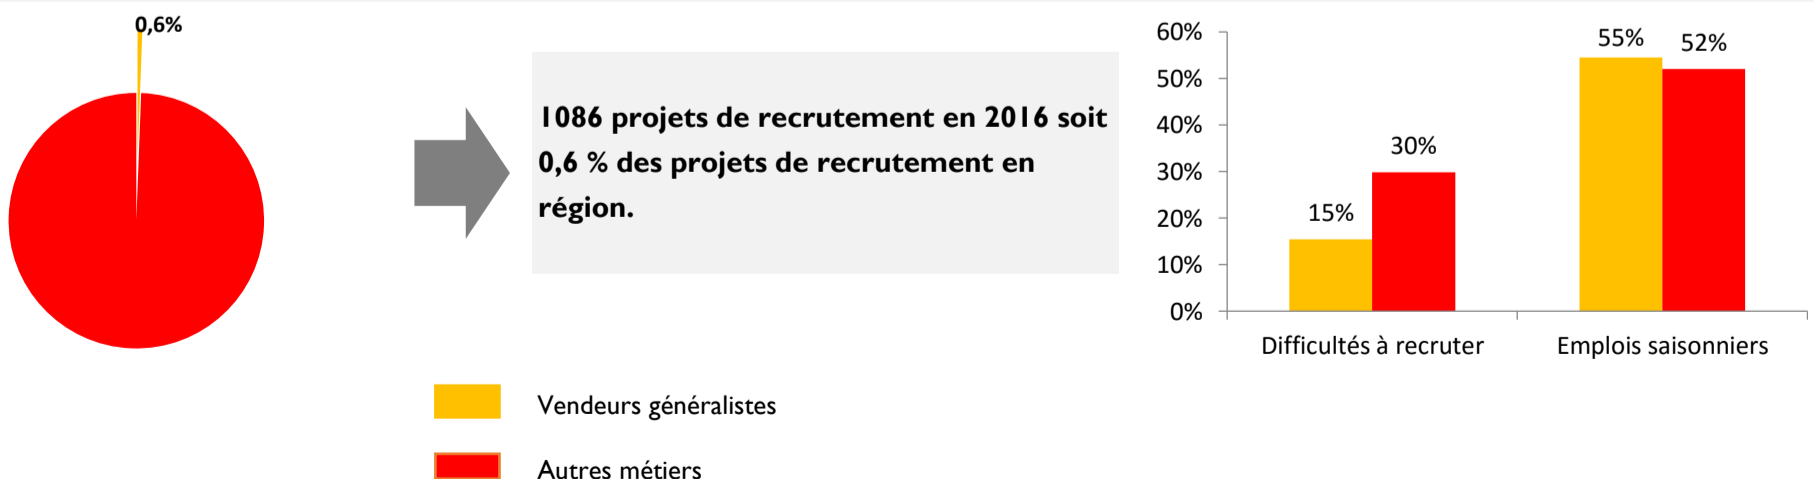 0,6%
1086 projets de recrutement en 2016 soit
0,6 % des projets de recrutement en
région.
Vendeurs généralistes
Autres métiers
60%
50%
40%
30%
20%
10%
0%
15%
30%
55%
52%
Difficultés à recruter
Emplois saisonniers